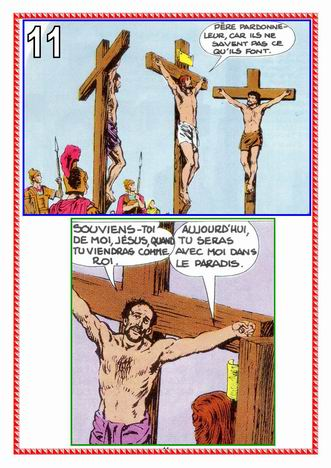 11
PÈRE PARDONNE-
LEUR, CAR ILS NE
SAVENT PAS CE
QU'ILS FONT.
SOUVIENS-TOI
DE MOI, JÉSUS, QUAND
TU VIENDRAS COMME
ROI.
AUJOURD'HUI,
TU SERAS
AVEC MOI DANS
LE PARADIS.